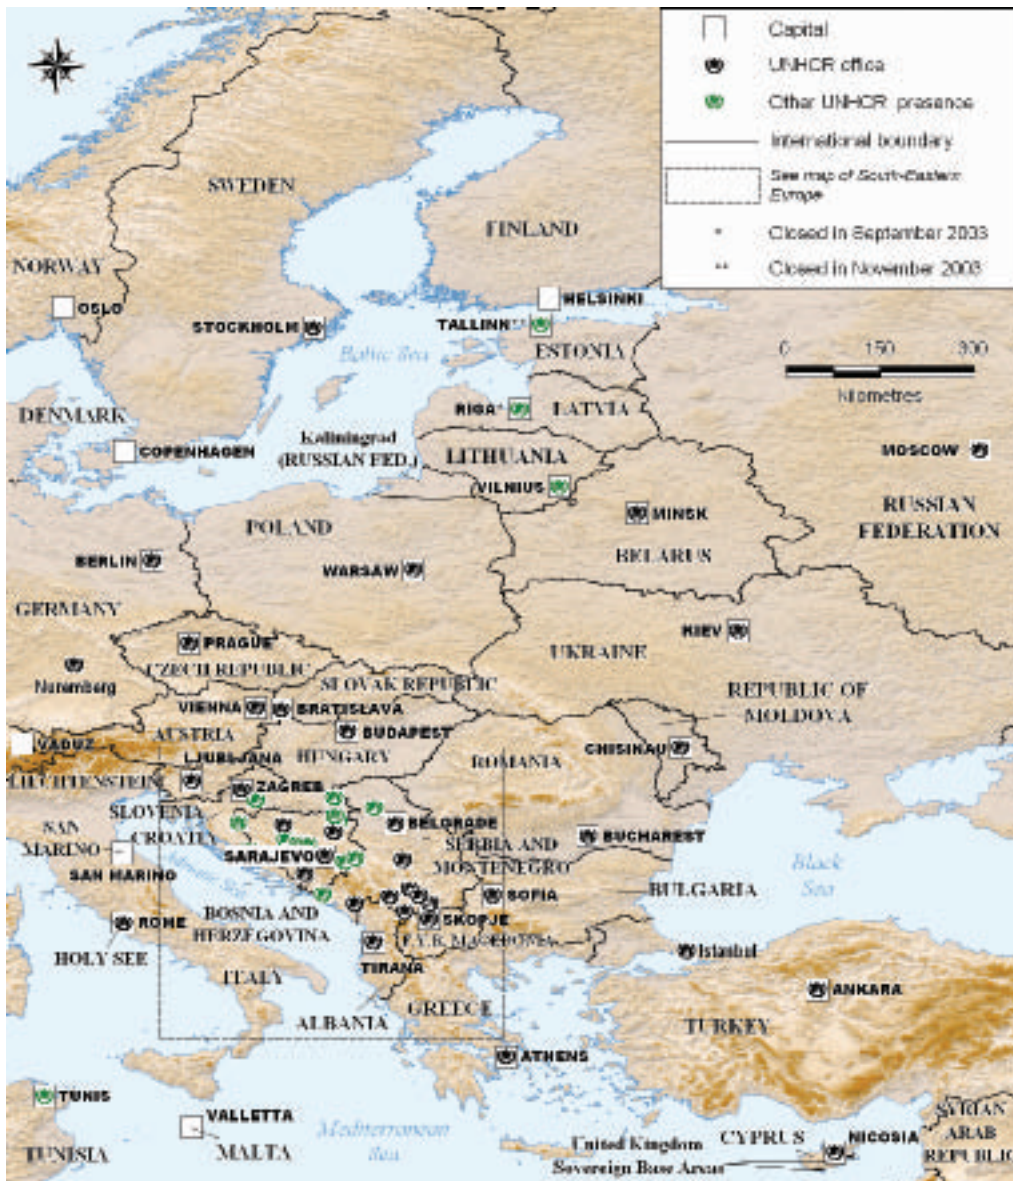 Capital
UNHCR office
Other UNHCR presence
International boundary
See map of South-Eastern
Europe
* Closed in September 2003
** Closed in November 2003
SWEDEN
FINLAND
NORWAY
OSLO
HELSINKI
STOCKHOLM
TALLINN**
Baltic Sea
ESTONIA
0 150 300
kilometres
DENMARK
RIGA*
LATVIA
COPENHAGEN
Kaliningrad
(RUSSIAN FED.)
LITHUANIA
MOSCOW
VILNIUS
RUSSIAN
FEDERATION
POLAND
MINSK
BELARUS
BERLIN
WARSAW
GERMANY
KIEV
PRAGUE
CZECH REPUBLIC
UKRAINE
Nuremberg
SLOVAK REPUBLIC
REPUBLIC OF
MOLDOVA
VIENNA
BRATISLAVA
AUSTRIA
BUDAPEST
VADUZ
LJUBLJANA
HUNGARY
ROMANIA
CHISINAU
LIECHTENSTEIN
ZAGREB
SLOVENIA
CROATIA
BELGRADE
BUCHAREST
SAN
MARINO
SARAJEVO
SERBIA AND
MONTENEGRO
Black
Sea
SAN MARINO
Adriatic Sea
SOFIA
BULGARIA
ROME
BOSNIA AND
HERZEGOVINA
SKOPJE
F.Y.R. MACEDONIA
Istanbul
HOLY SEE
TIRANA
ITALY
ANKARA
ALBANIA
GREECE
TURKEY
ATHENS
TUNIS
VALLETTA
MALTA
Mediterranean
Sea
TUNISIA
United Kingdom
Sovereign Base Areas
CYPRUS
NICOSIA
SYRIAN
ARAB
REPUBLIC